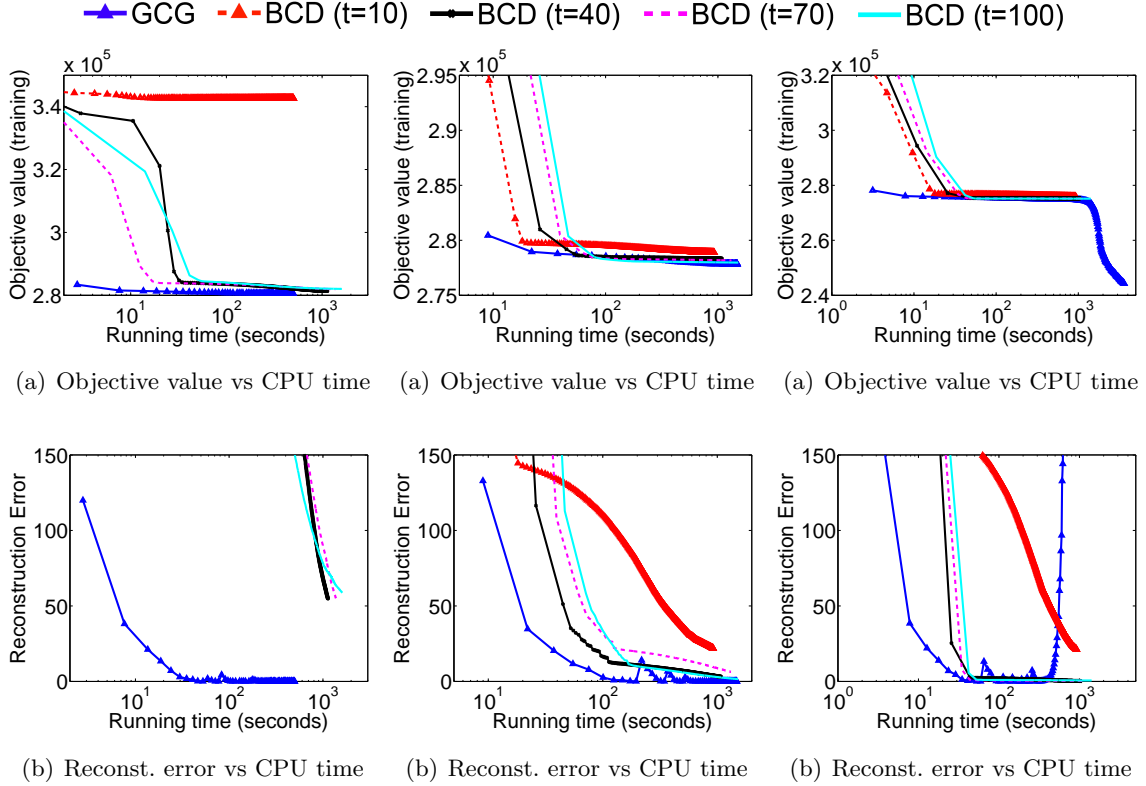 GCG BCD (t=10) BCD (t=40) BCD (t=70) BCD (t=100)
x 10^5
Objective value (training)
3.4
3.2
3
2.8
10^1 10^2 10^3
Running time (seconds)
(a) Objective value vs CPU time
x 10^5
Objective value (training)
2.95
2.9
2.85
2.8
2.75
10^1 10^2 10^3
Running time (seconds)
(a) Objective value vs CPU time
x 10^5
Objective value (training)
3.2
3
2.8
2.6
2.4
10^0 10^1 10^2 10^3
Running time (seconds)
(a) Objective value vs CPU time
Reconstruction Error
150
100
50
0
10^1 10^2 10^3
Running time (seconds)
(b) Reconst. error vs CPU time
Reconstruction Error
150
100
50
0
10^1 10^2 10^3
Running time (seconds)
(b) Reconst. error vs CPU time
Reconstruction Error
150
100
50
0
10^0 10^1 10^2 10^3
Running time (seconds)
(b) Reconst. error vs CPU time